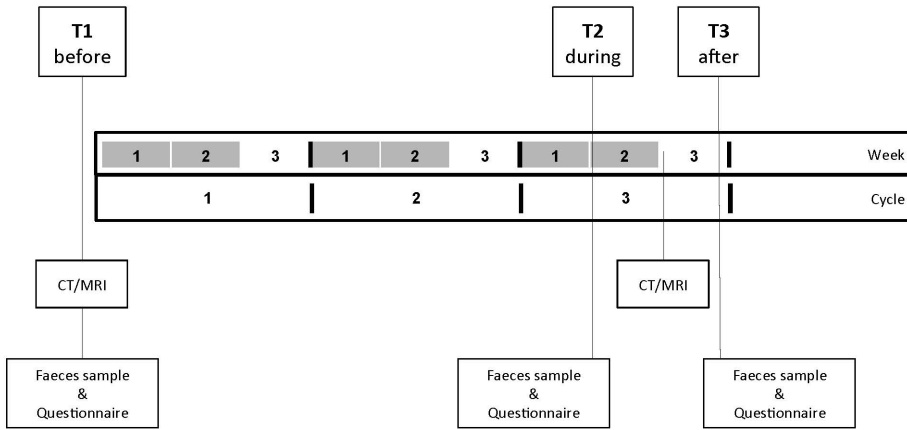 T1
before
T2
during
T3
after
1 2 3 1 2 3 1 2 3 Week
1 2 3 Cycle
CT/MRI
CT/MRI
Faeces sample
&
Questionnaire
Faeces sample
&
Questionnaire
Faeces sample
&
Questionnaire